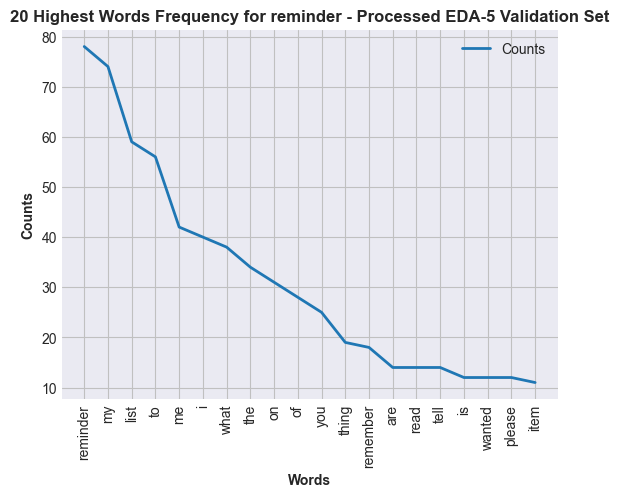 20 Highest Words Frequency for reminder - Processed EDA-5 Validation Set
Counts
80
70
60
50
40
30
20
10
Counts
reminder
my
list
to
me
i
what
the
on
of
you
thing
remember
are
read
tell
is
wanted
please
item
Words